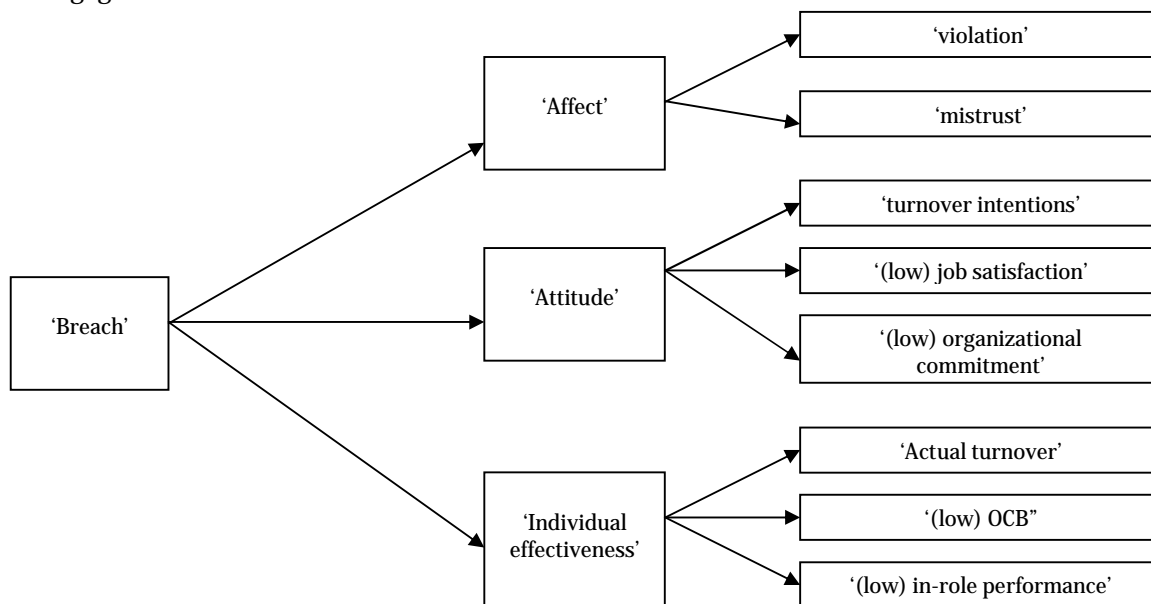 ‘violation’
‘Affect’
‘mistrust’
‘turnover intentions’
‘(low) job satisfaction’
‘Attitude’
‘Breach’
‘(low) organizational
commitment’
‘Actual turnover’
‘(low) OCB”
‘Individual
effectiveness’
‘(low) in-role performance’